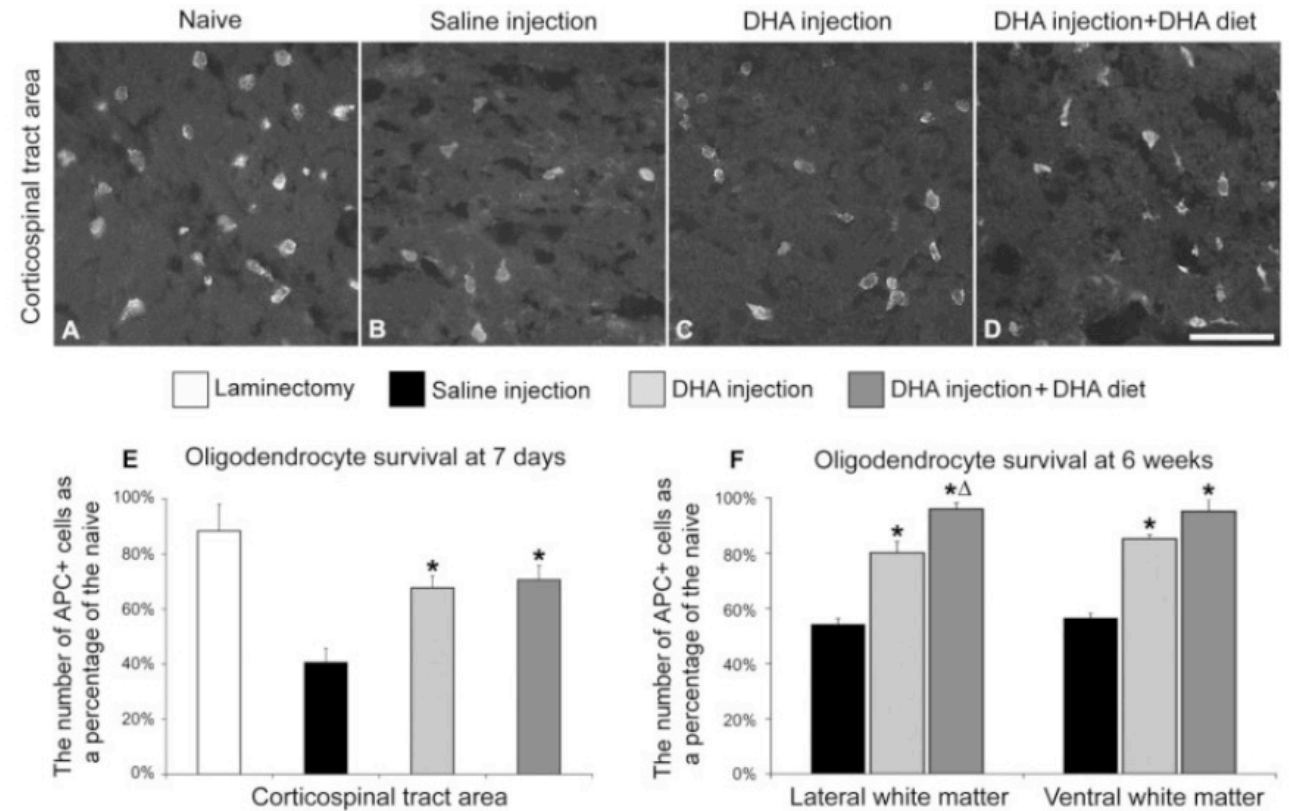 Naive
Saline injection
DHA injection
DHA injection+DHA diet
Corticospinal tract area
A
B
C
D
Laminectomy
Saline injection
DHA injection
DHA injection + DHA diet
E
Oligodendrocyte survival at 7 days
The number of APC+ cells as
a percentage of the naive
100%
80%
60%
40%
20%
0%
*
*
Corticospinal tract area
F
Oligodendrocyte survival at 6 weeks
The number of APC+ cells as
a percentage of the naive
100%
80%
60%
40%
20%
0%
*
*Δ
*
*
Lateral white matter
Ventral white matter